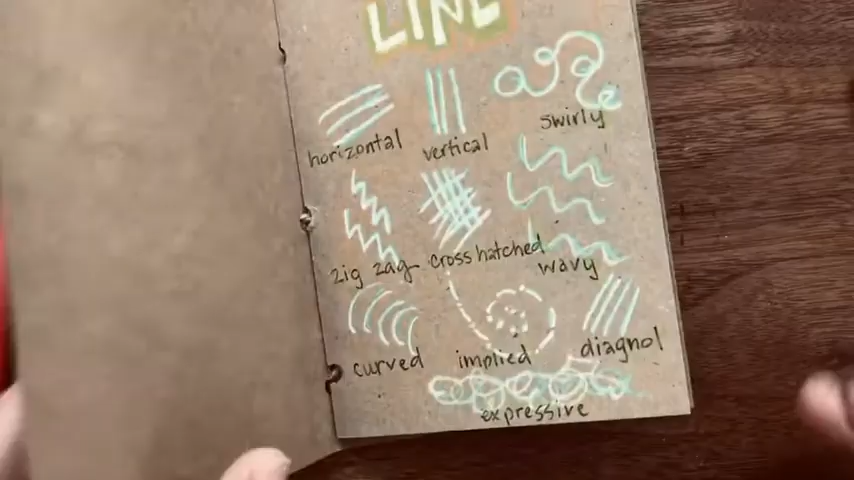 LINE
horizontal vertical swirly
zig zag cross hatched wavy
curved implied diagnol
expressive